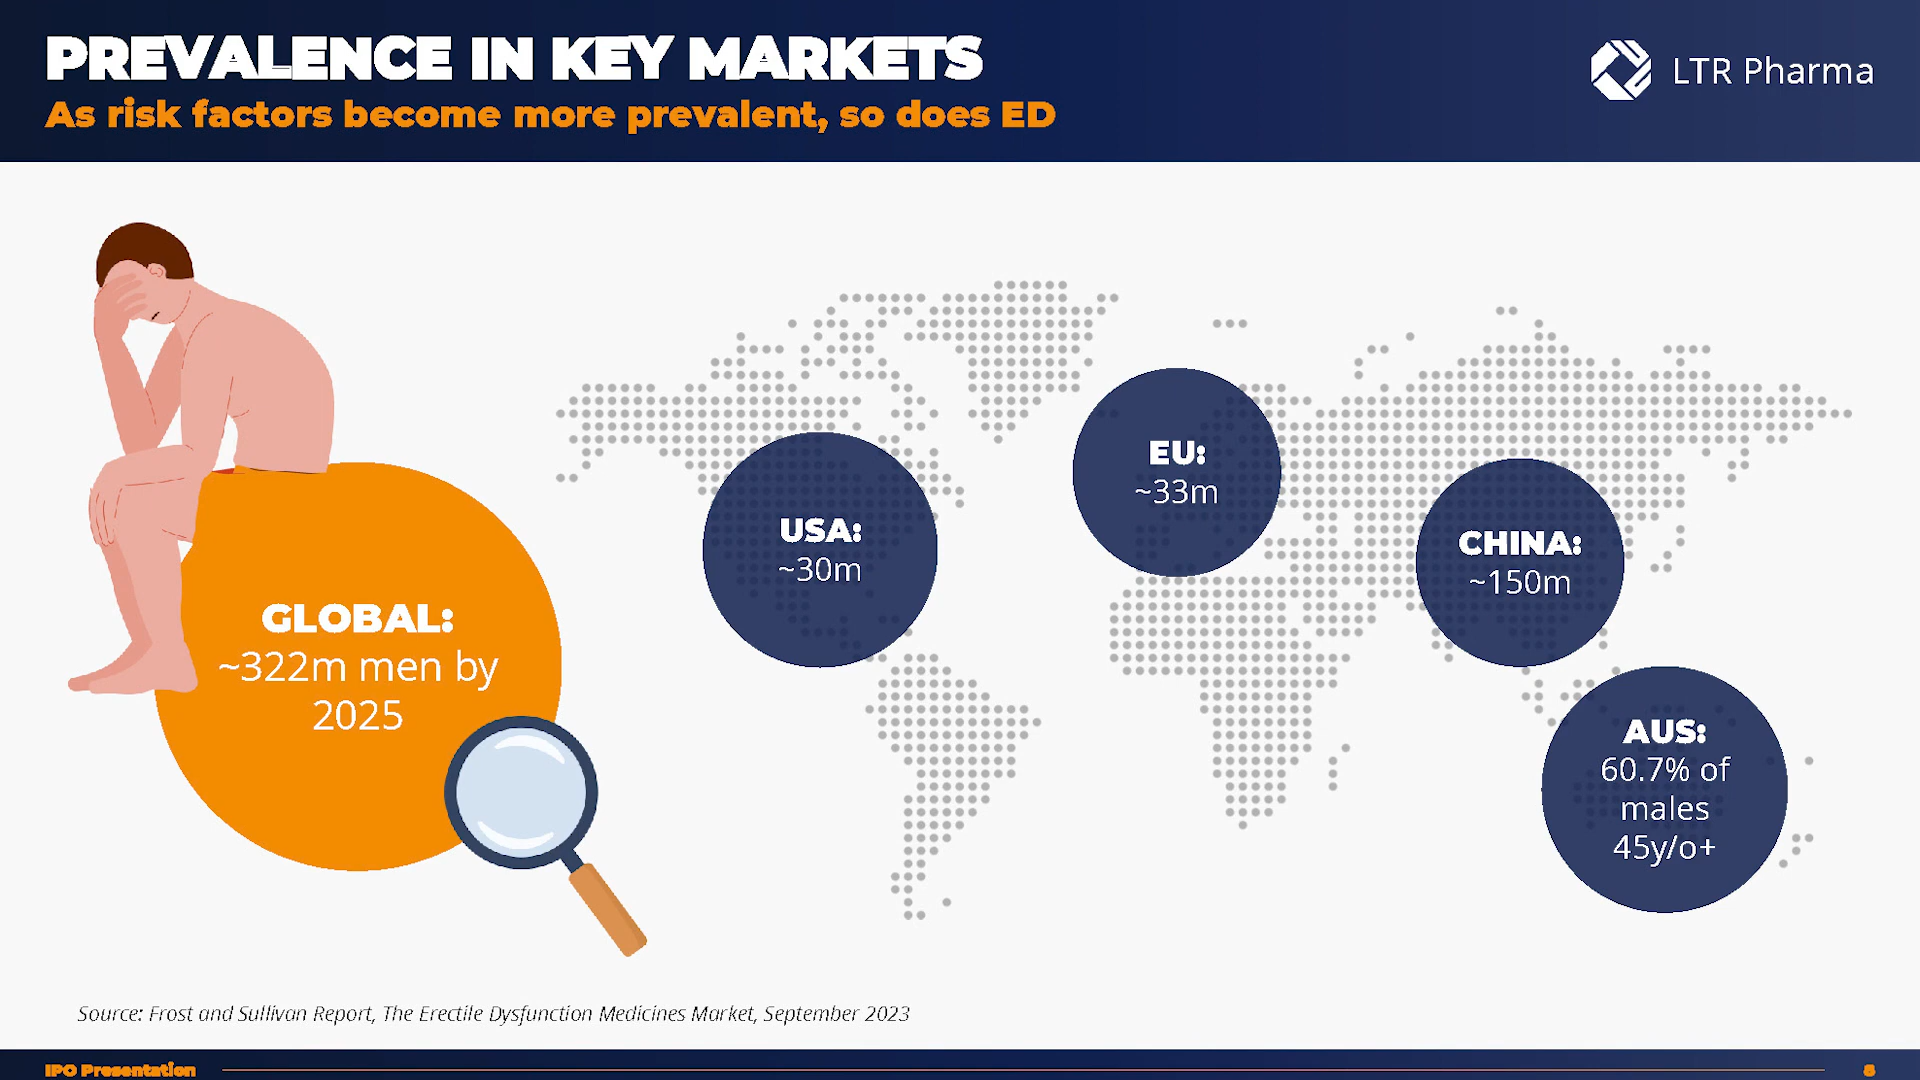 PREVALENCE IN KEY MARKETS
As risk factors become more prevalent, so does ED
LTR Pharma
GLOBAL:
~322m men by
2025
USA:
~30m
EU:
~33m
CHINA:
~150m
AUS:
60.7% of
males
45y/o+
Source: Frost and Sullivan Report, The Erectile Dysfunction Medicines Market, September 2023
IPO Presentation